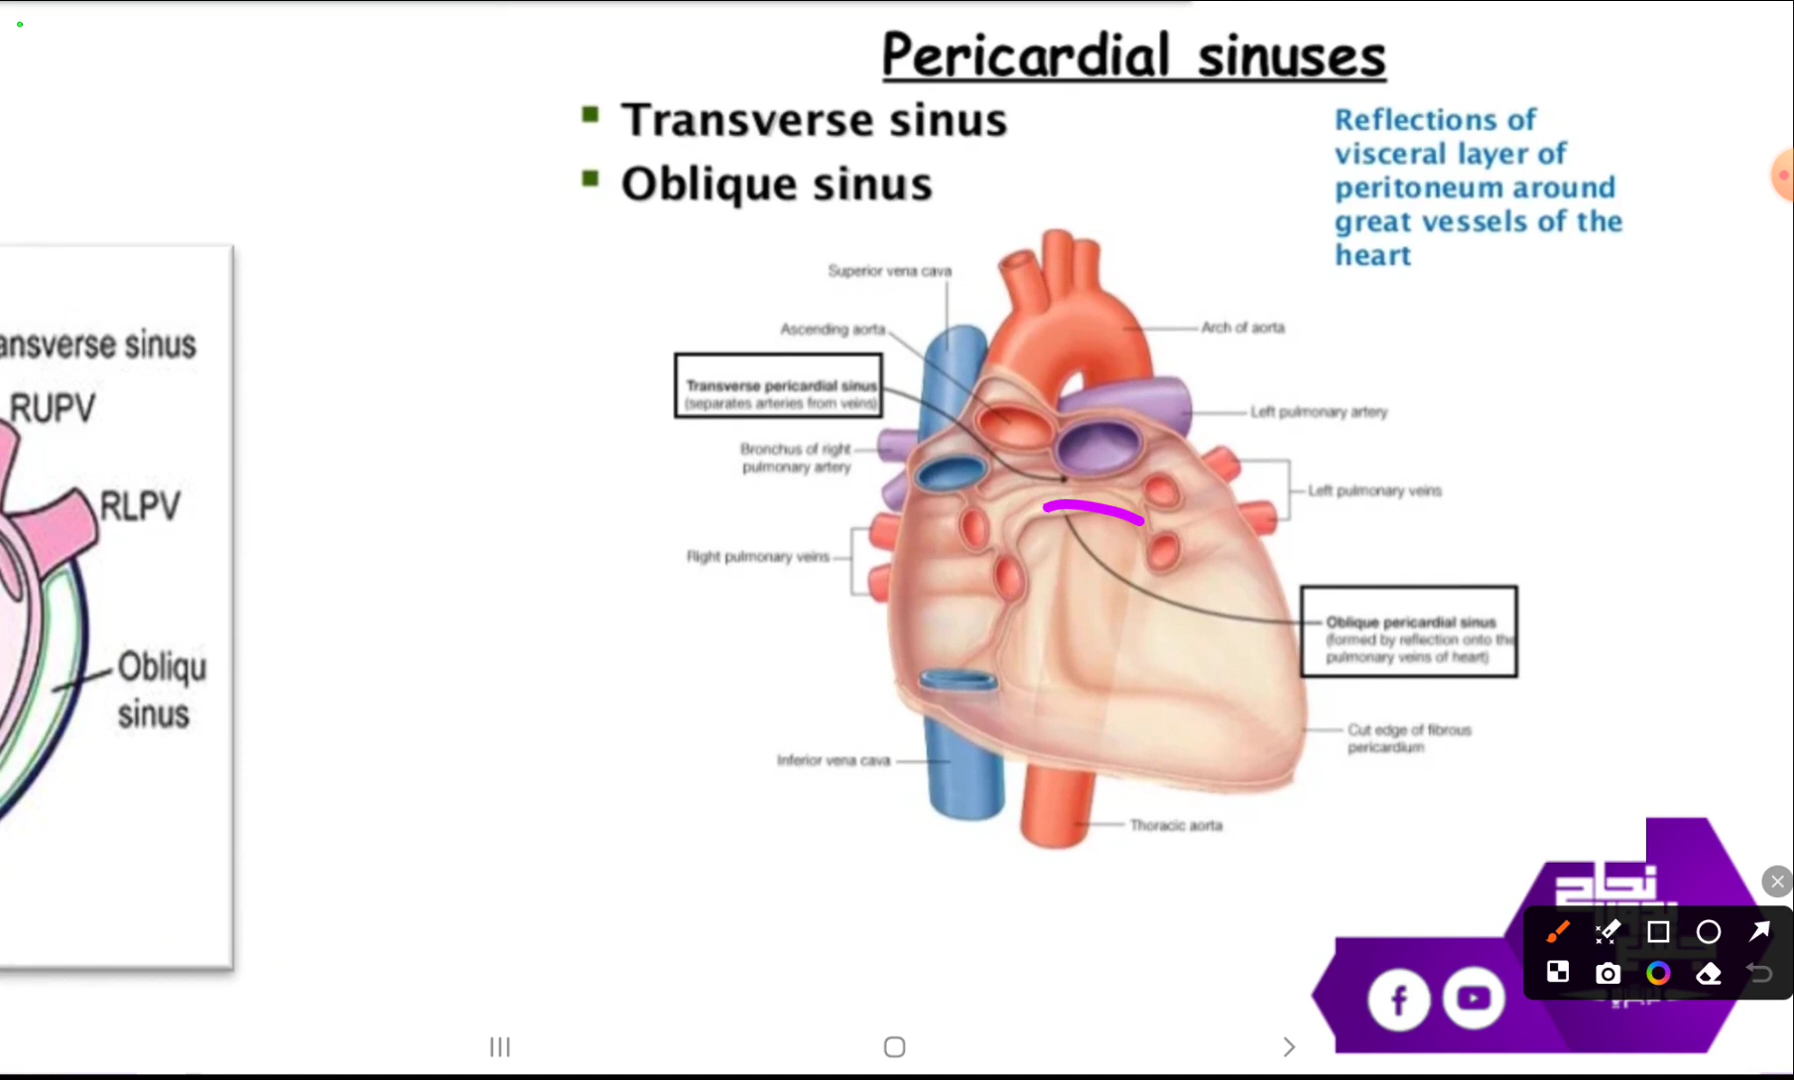 Pericardial sinuses
Transverse sinus
Oblique sinus
Reflections of
visceral layer of
peritoneum around
great vessels of the
heart
ansverse sinus
RUPV
RLPV
Obliqu
sinus
Superior vena cava
Ascending aorta
Transverse pericardial sinus
(separates arteries from veins)
Bronchus of right
pulmonary artery
Right pulmonary veins
Inferior vena cava
Arch of aorta
Left pulmonary artery
Left pulmonary veins
Oblique pericardial sinus
(formed by reflection onto the
pulmonary veins of heart)
Cut edge of fibrous
pericardium
Thoracic aorta
نجاح